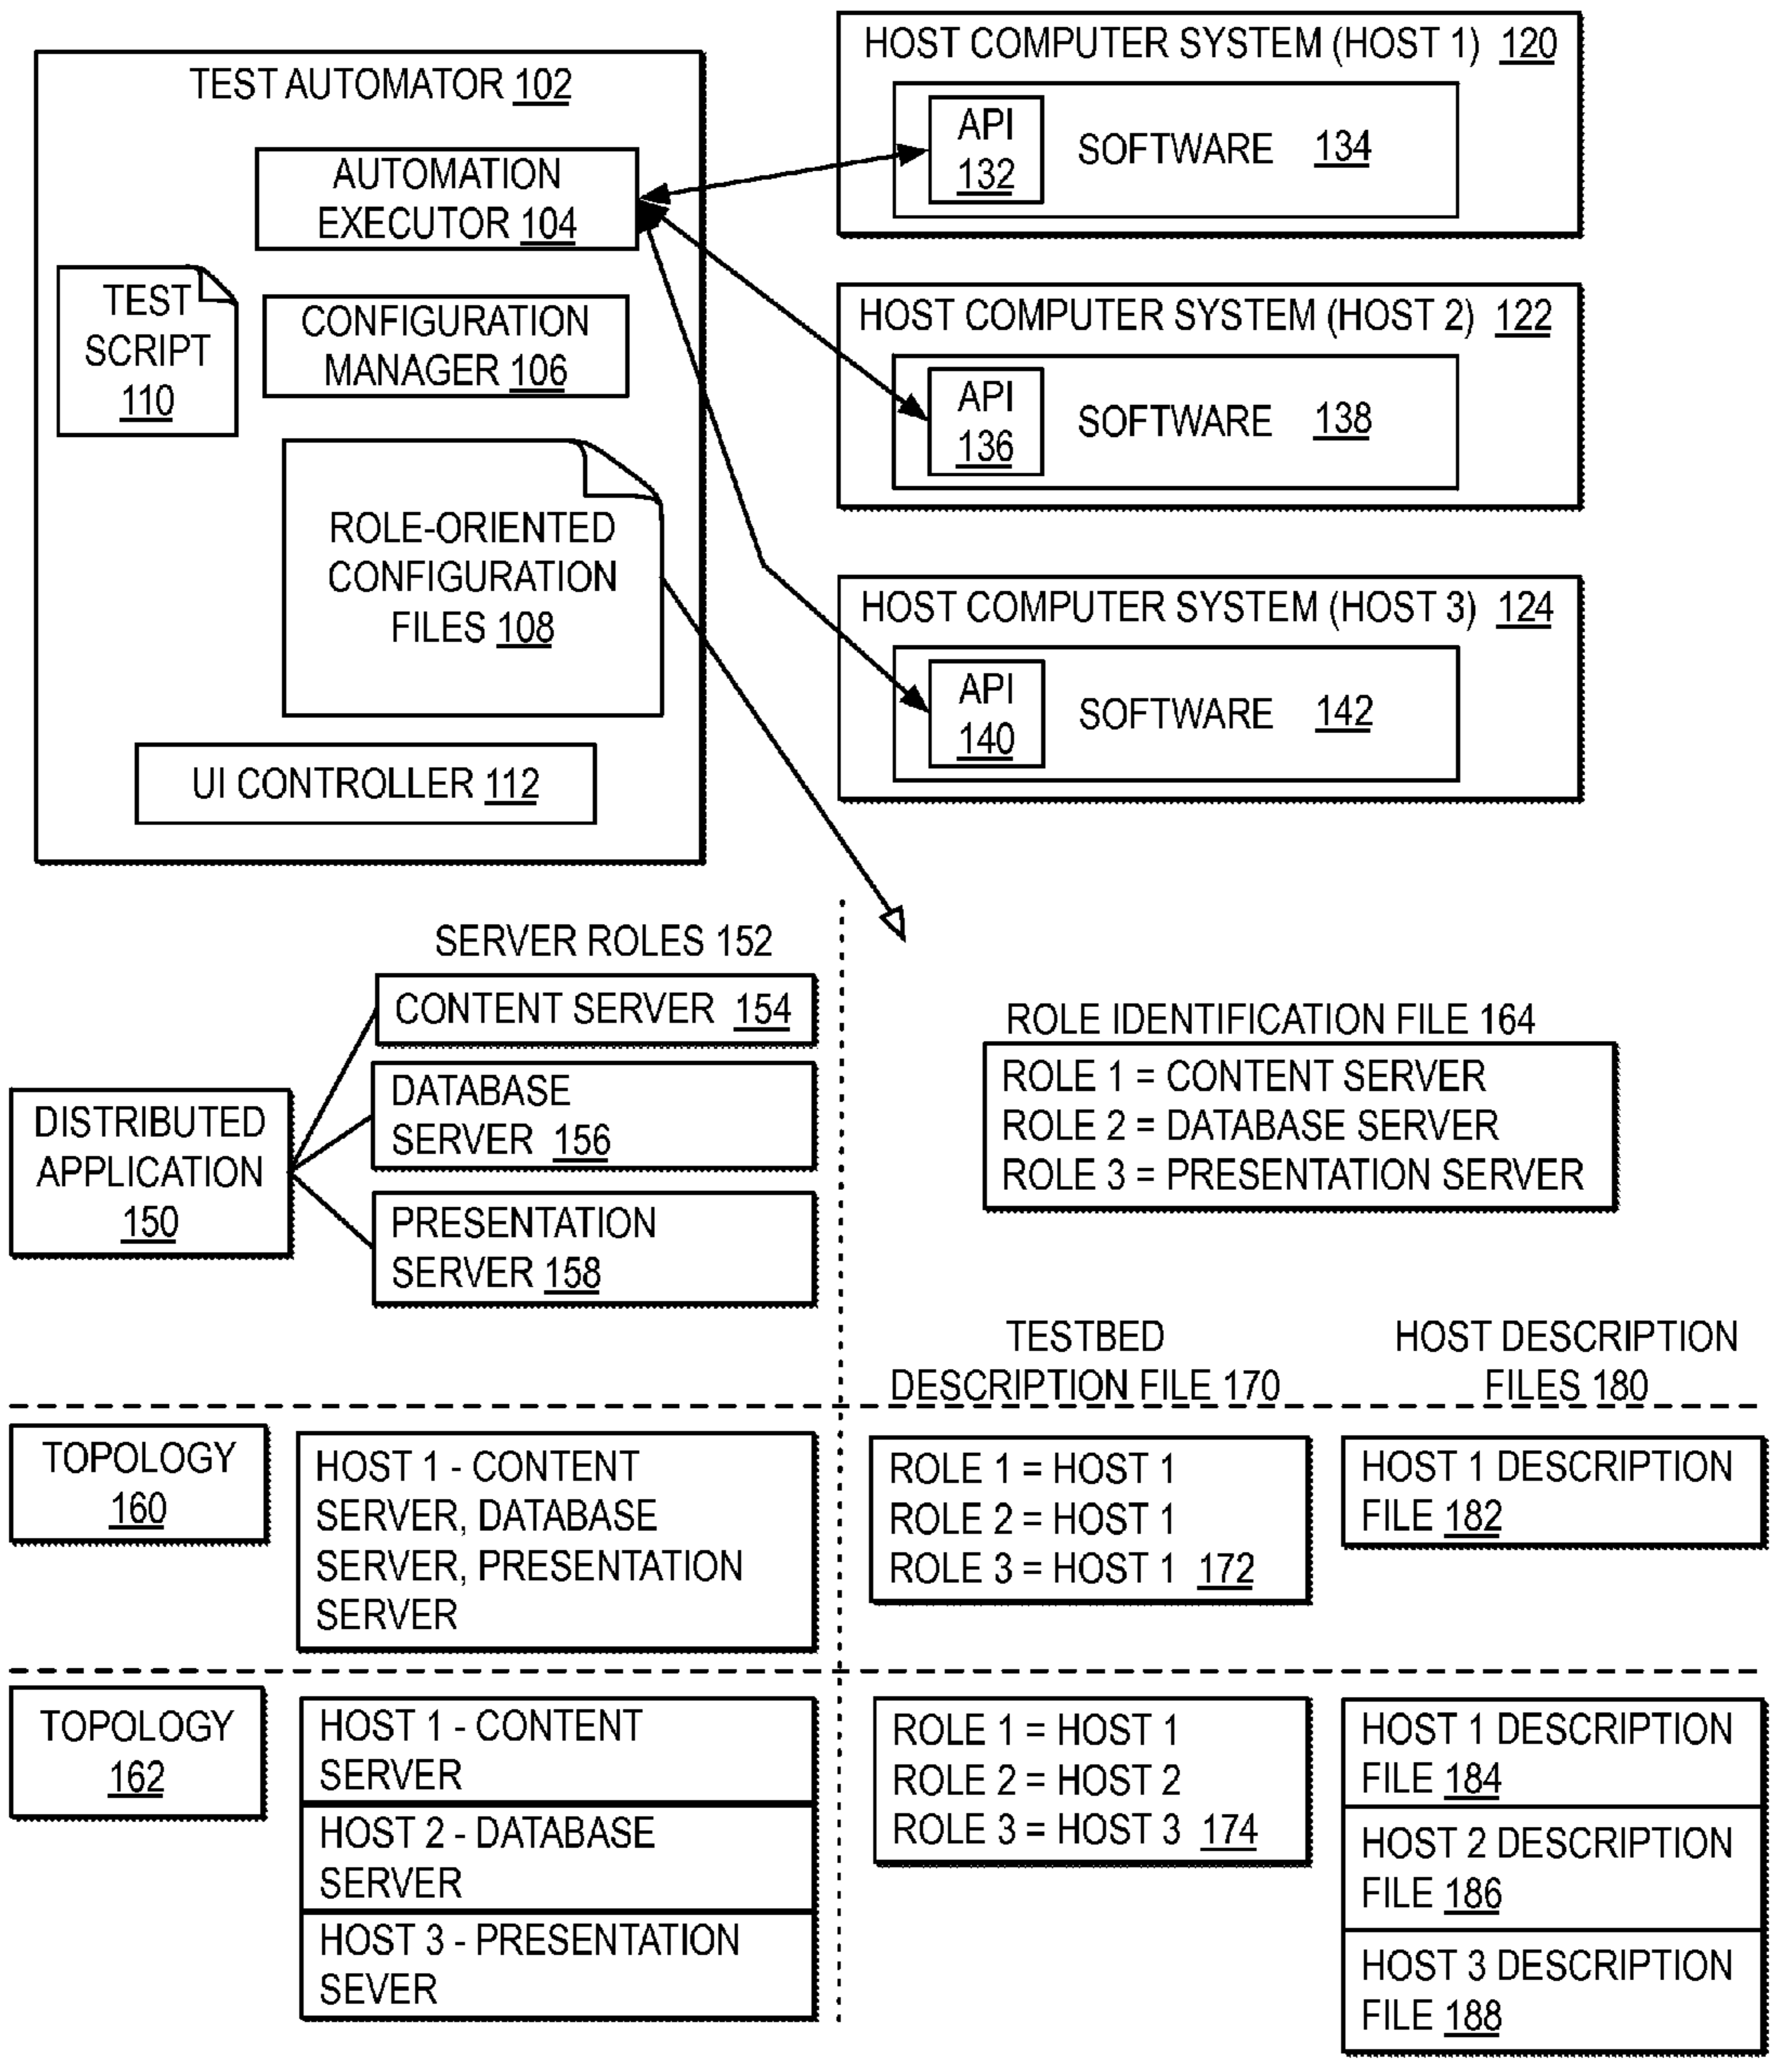 TEST AUTOMATOR 102
AUTOMATION
EXECUTOR 104
TEST
SCRIPT
110
CONFIGURATION
MANAGER 106
ROLE-ORIENTED
CONFIGURATION
FILES 108
UI CONTROLLER 112
HOST COMPUTER SYSTEM (HOST 1) 120
API
132
SOFTWARE 134
HOST COMPUTER SYSTEM (HOST 2) 122
API
136
SOFTWARE 138
HOST COMPUTER SYSTEM (HOST 3) 124
API
140
SOFTWARE 142
SERVER ROLES 152
CONTENT SERVER 154
DATABASE
SERVER 156
PRESENTATION
SERVER 158
DISTRIBUTED
APPLICATION
150
ROLE IDENTIFICATION FILE 164
ROLE 1 = CONTENT SERVER
ROLE 2 = DATABASE SERVER
ROLE 3 = PRESENTATION SERVER
TESTBED
DESCRIPTION FILE 170
HOST DESCRIPTION
FILES 180
TOPOLOGY
160
HOST 1 - CONTENT
SERVER, DATABASE
SERVER, PRESENTATION
SERVER
ROLE 1 = HOST 1
ROLE 2 = HOST 1
ROLE 3 = HOST 1 172
HOST 1 DESCRIPTION
FILE 182
TOPOLOGY
162
HOST 1 - CONTENT
SERVER
HOST 2 - DATABASE
SERVER
HOST 3 - PRESENTATION
SEVER
ROLE 1 = HOST 1
ROLE 2 = HOST 2
ROLE 3 = HOST 3 174
HOST 1 DESCRIPTION
FILE 184
HOST 2 DESCRIPTION
FILE 186
HOST 3 DESCRIPTION
FILE 188